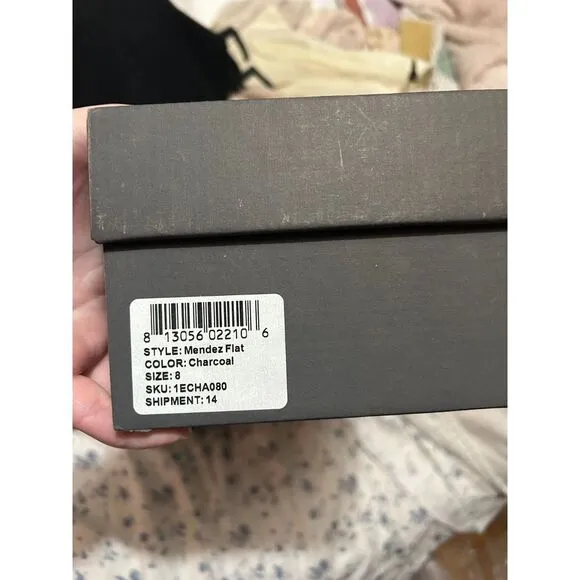 8 13056 02210 6
STYLE: Mendez Flat
COLOR: Charcoal
SIZE: 8
SKU: 1ECHA080
SHIPMENT: 14